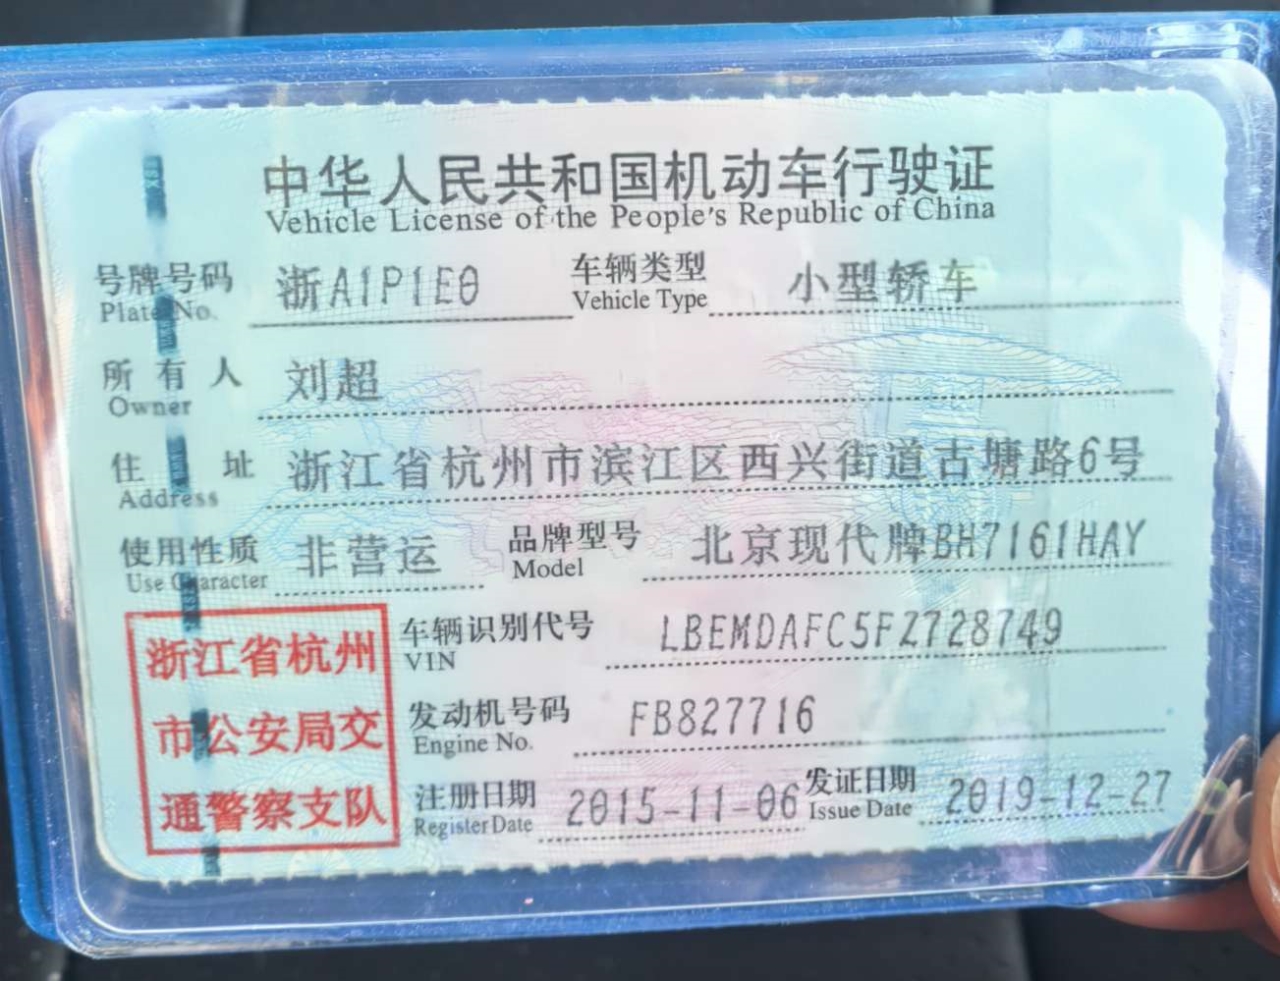 中华人民共和国机动车行驶证
Vehicle License of the People's Republic of China
号牌号码 浙A1P1E0 车辆类型 小型轿车
Plate No. Vehicle Type
所有人 刘超
Owner
住址 浙江省杭州市滨江区西兴街道古塘路6号
Address
使用性质 非营运 品牌型号 北京现代牌BH7161HAY
Use Character Model
浙江省杭州 车辆识别代号 LBEMDAFC5FZ728749
VIN
市公安局交 发动机号码 FB827716
Engine No.
通警察支队 注册日期 2015-11-06 发证日期 2019-12-27
Register Date Issue Date